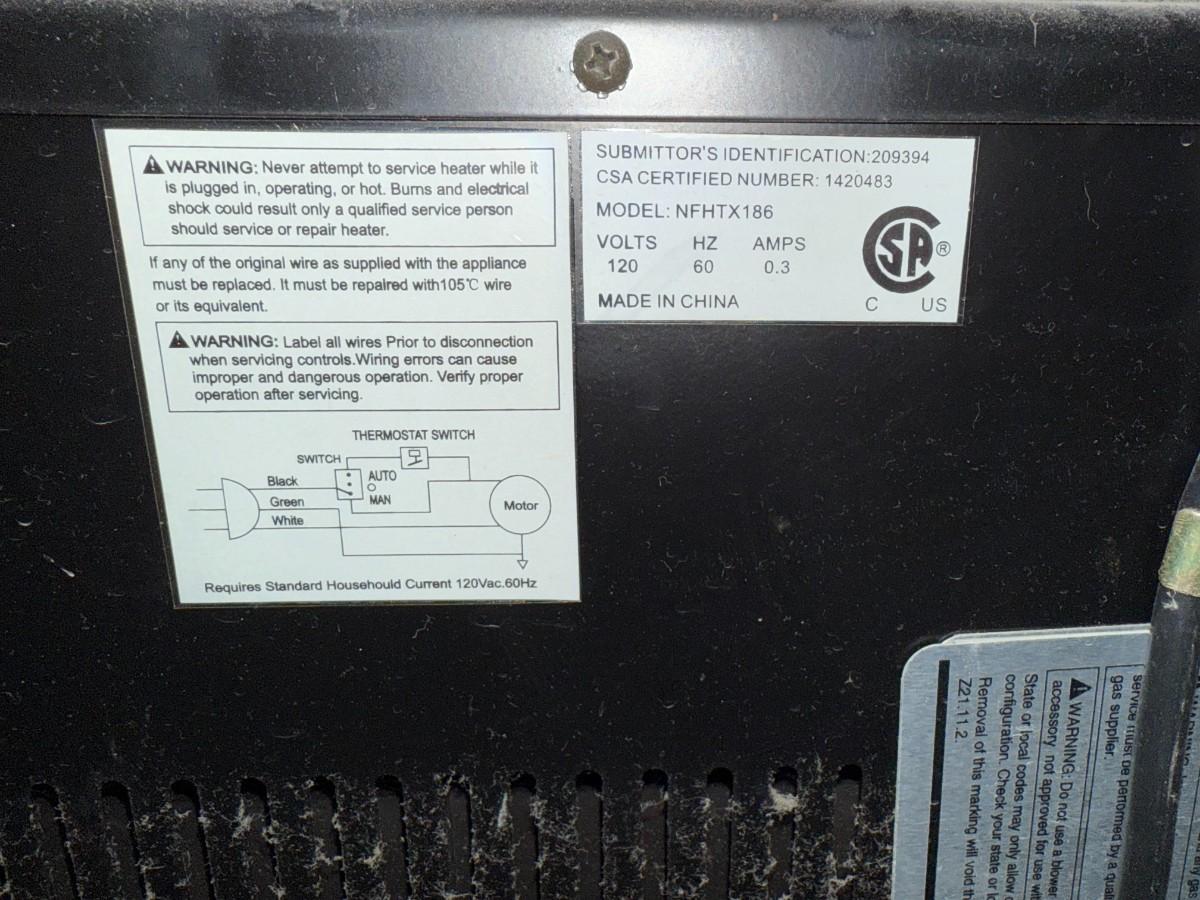 WARNING: Never attempt to service heater while it
is plugged in, operating, or hot. Burns and electrical
shock could result only a qualified service person
should service or repair heater.
If any of the original wire as supplied with the appliance
must be replaced. It must be repalred with105℃ wire
or its equivalent.
WARNING: Label all wires Prior to disconnection
when servicing controls.Wiring errors can cause
improper and dangerous operation. Verify proper
operation after servicing.
THERMOSTAT SWITCH
SWITCH
Black
AUTO
Green
MAN
White
Motor
Requires Standard Househould Current 120Vac.60Hz
SUBMITTOR'S IDENTIFICATION:209394
CSA CERTIFIED NUMBER: 1420483
MODEL: NFHTX186
VOLTS HZ AMPS
120 60 0.3
MADE IN CHINA
SA ®
C US
service must be performed by a
gas supplier.
WARNING: Do not use a blower
accessory not approved for use
State or local codes may only allow
configuration. Check your state or
Removal of this marking will void
Z21.11.2.